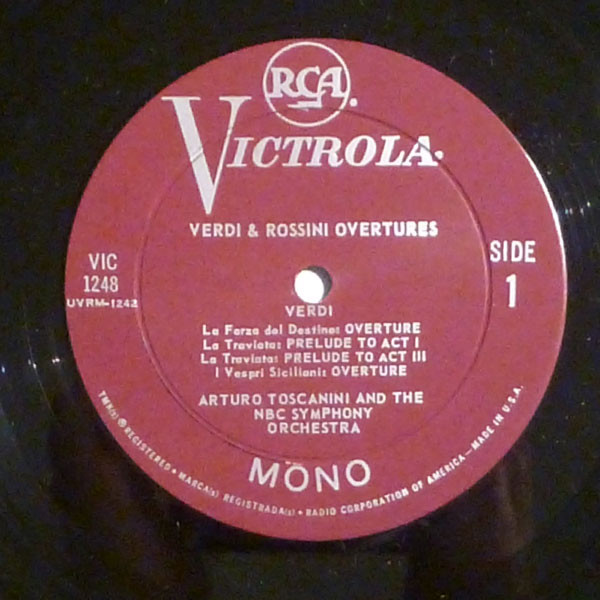 RCA
VICTROLA
VERDI & ROSSINI OVERTURES
VIC
1248
UVRM-1242
SIDE
1
VERDI
La Forza del Destino: OVERTURE
La Traviata: PRELUDE TO ACT I
La Traviata: PRELUDE TO ACT III
I Vespri Siciliani: OVERTURE
ARTURO TOSCANINI AND THE
NBC SYMPHONY
ORCHESTRA
MONO
TMK(s) ® REGISTERED • MARCA(s) REGISTRADA(s) • RADIO CORPORATION OF AMERICA — MADE IN U.S.A.